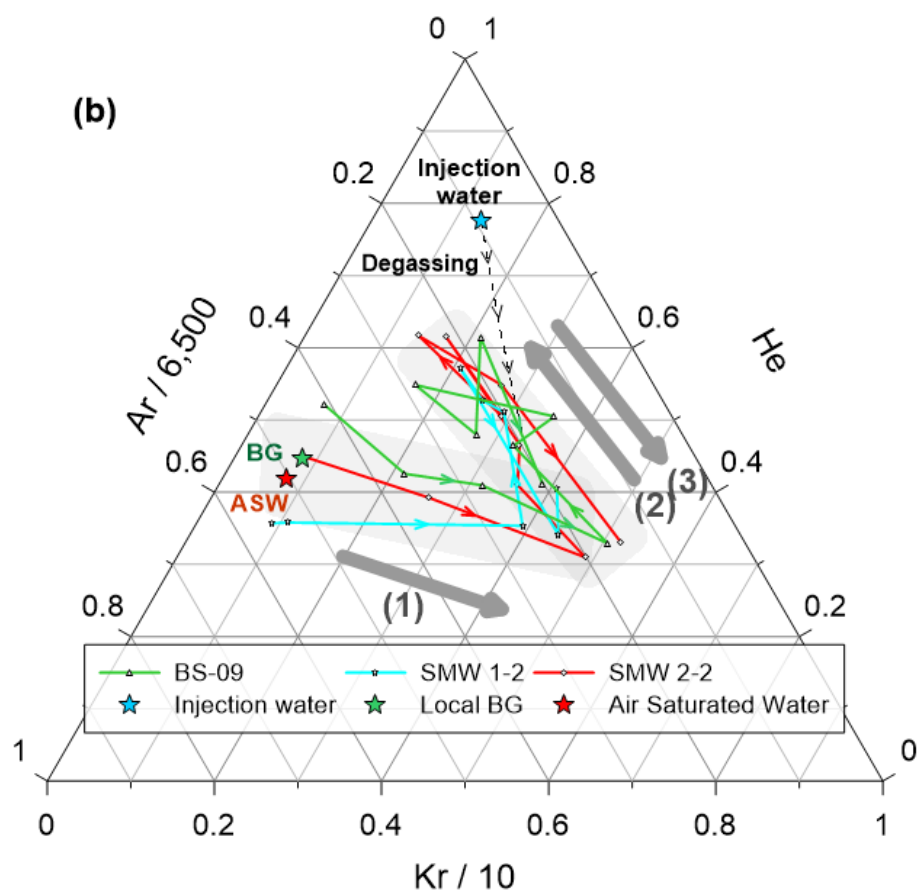 (b)
0 1
Injection
water
0.2 0.8
Degassing
0.4 0.6
Ar / 6,500
He
BG
0.6 0.4
ASW
(2) (3)
(1)
0.8 0.2
BS-09 SMW 1-2 SMW 2-2
Injection water Local BG Air Saturated Water
1 0
0 0.2 0.4 0.6 0.8 1
Kr / 10